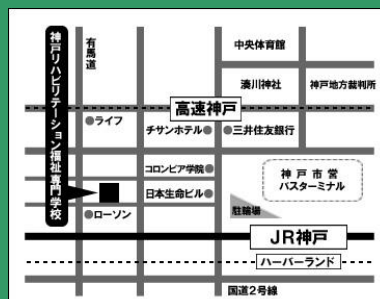 神戸リハビリテーション福祉専門学校
有馬道
中央体育館
湊川神社
神戸地方裁判所
高速神戸
ライフ
チサンホテル
三井住友銀行
コロンビア学院
神戸市営
バスターミナル
日本生命ビル
駐輪場
ローソン
JR神戸
ハーバーランド
国道2号線